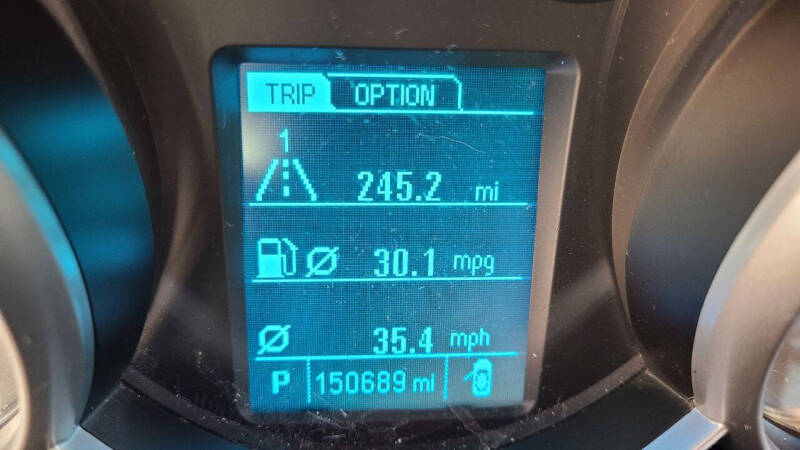 TRIP OPTION
1
245.2 mi
30.1 mpg
35.4 mph
P 150689 mi